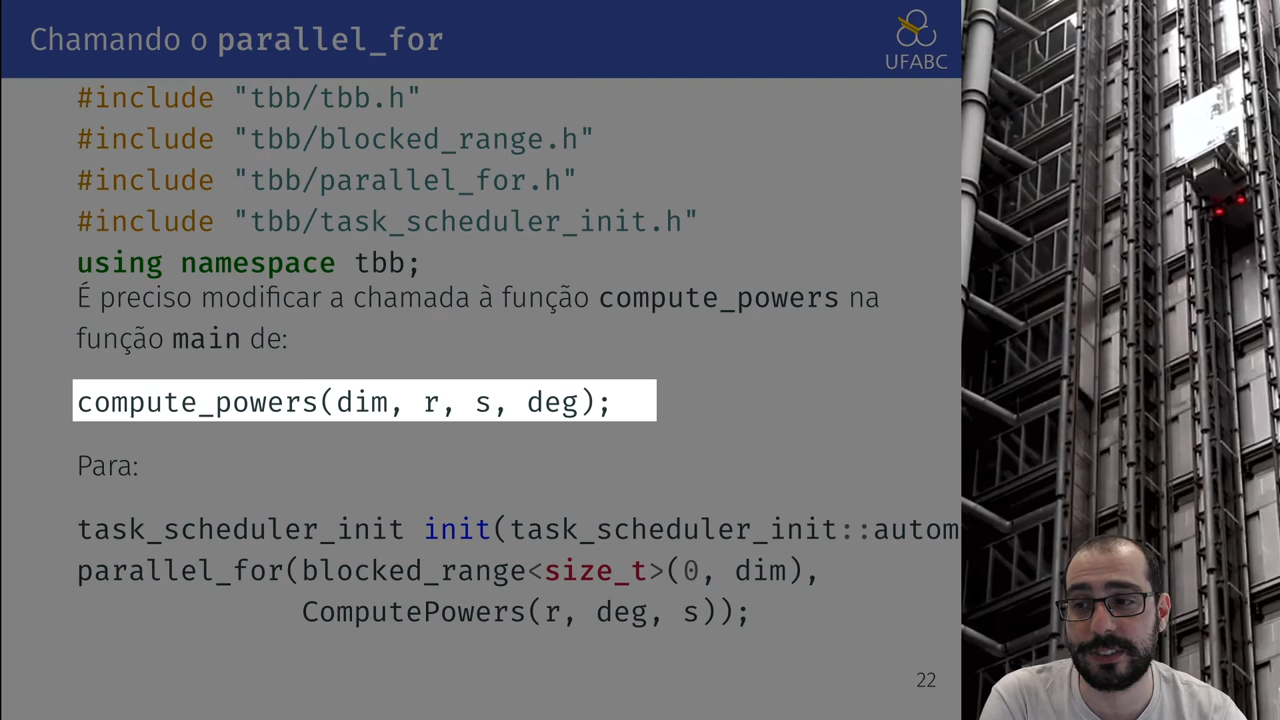 Chamando o parallel_for
UFABC
#include "tbb/tbb.h"
#include "tbb/blocked_range.h"
#include "tbb/parallel_for.h"
#include "tbb/task_scheduler_init.h"
using namespace tbb;
É preciso modificar a chamada à função compute_powers na
função main de:
compute_powers(dim, r, s, deg);
Para:
task_scheduler_init init(task_scheduler_init::autom
parallel_for(blocked_range<size_t>(0, dim),
ComputePowers(r, deg, s));
22